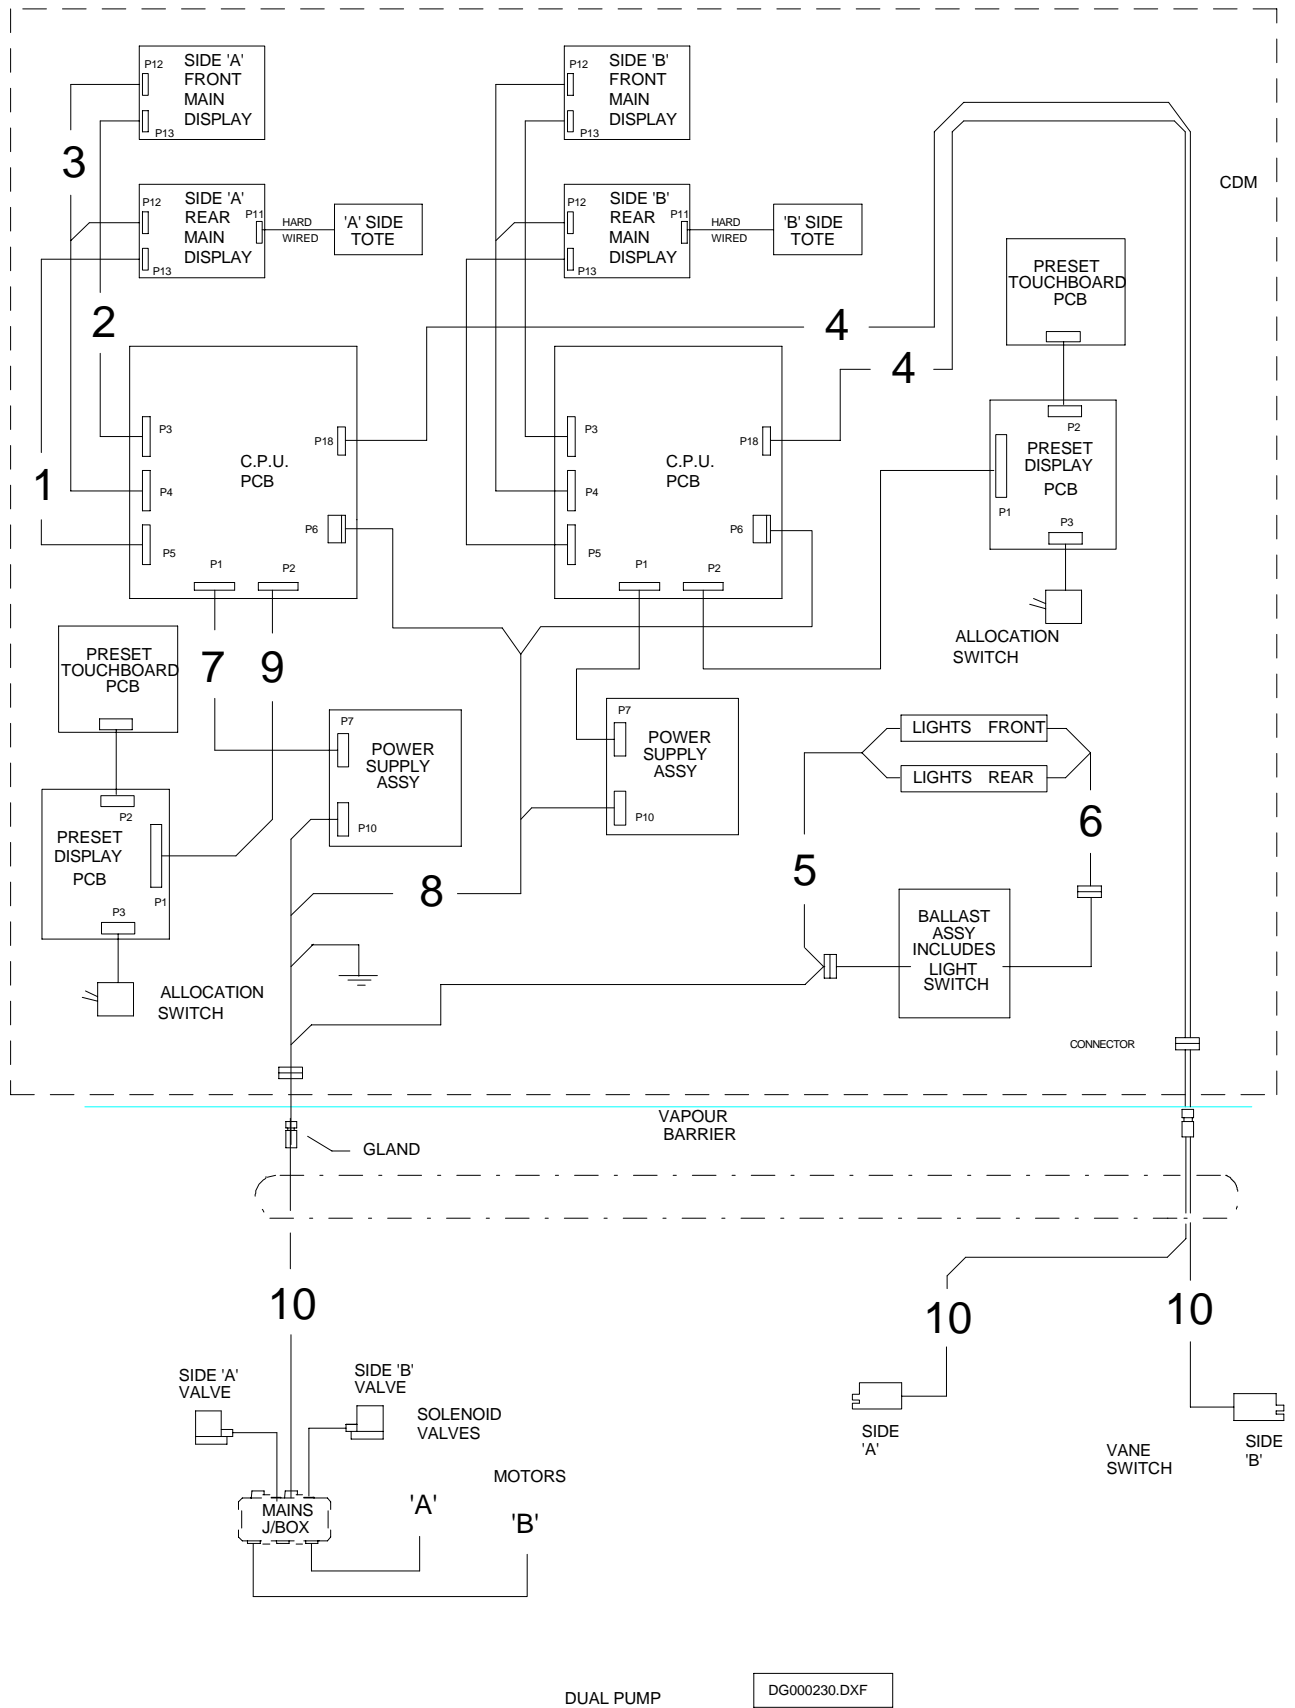 P12
SIDE 'A'
FRONT
MAIN
DISPLAY
P13
P12
SIDE 'B'
FRONT
MAIN
DISPLAY
P13
3
CDM
P12
SIDE 'A'
REAR
MAIN
DISPLAY
P11
P13
HARD
WIRED
'A' SIDE
TOTE
P12
SIDE 'B'
REAR
MAIN
DISPLAY
P11
P13
HARD
WIRED
'B' SIDE
TOTE
PRESET
TOUCHBOARD
PCB
2
4
4
P3
P18
C.P.U.
PCB
P4
P6
P5
P1
P2
P3
P18
C.P.U.
PCB
P4
P6
P5
P1
P2
P2
PRESET
DISPLAY
PCB
P1
P3
1
ALLOCATION
SWITCH
PRESET
TOUCHBOARD
PCB
7
9
P7
POWER
SUPPLY
ASSY
P10
P7
POWER
SUPPLY
ASSY
P10
LIGHTS FRONT
LIGHTS REAR
P2
PRESET
DISPLAY
PCB
P1
P3
6
5
8
BALLAST
ASSY
INCLUDES
LIGHT
SWITCH
ALLOCATION
SWITCH
CONNECTOR
VAPOUR
BARRIER
GLAND
10
10
10
SIDE 'A'
VALVE
SIDE 'B'
VALVE
SOLENOID
VALVES
SIDE
'A'
VANE
SWITCH
SIDE
'B'
MOTORS
MAINS
J/BOX
'A'
'B'
DUAL PUMP
DG000230.DXF